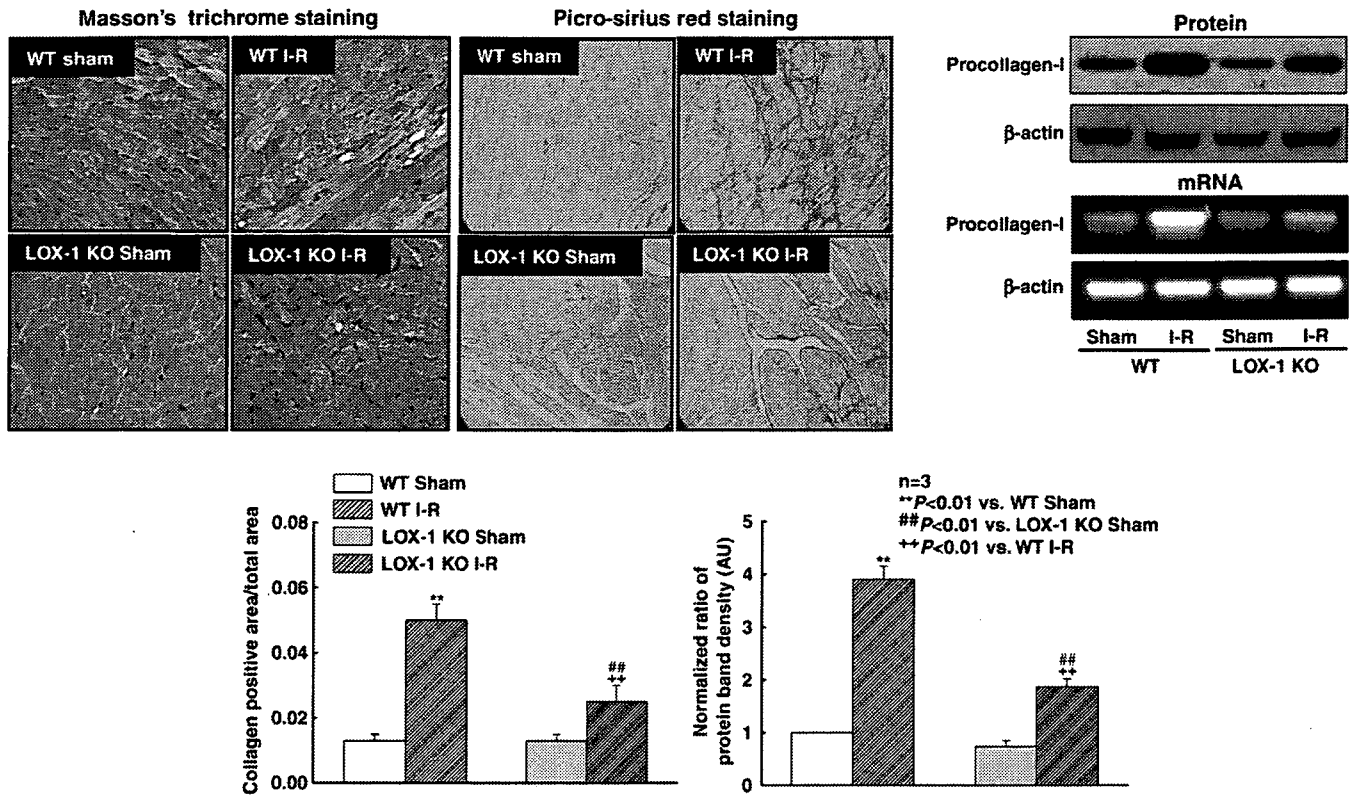 Masson's trichrome staining
Picro-sirius red staining
WT sham
WT I-R
WT sham
WT I-R
LOX-1 KO Sham
LOX-1 KO I-R
LOX-1 KO Sham
LOX-1 KO I-R
Protein
Procollagen-I
β-actin
mRNA
Procollagen-I
β-actin
Sham I-R Sham I-R
WT LOX-1 KO
WT Sham
WT I-R
LOX-1 KO Sham
LOX-1 KO I-R
Collagen positive area/total area
0.08
0.06
0.04
0.02
0.00
**
##
++
n=3
**P<0.01 vs. WT Sham
##P<0.01 vs. LOX-1 KO Sham
++P<0.01 vs. WT I-R
Normalized ratio of
protein band density (AU)
5
4
3
2
1
0
**
##
++